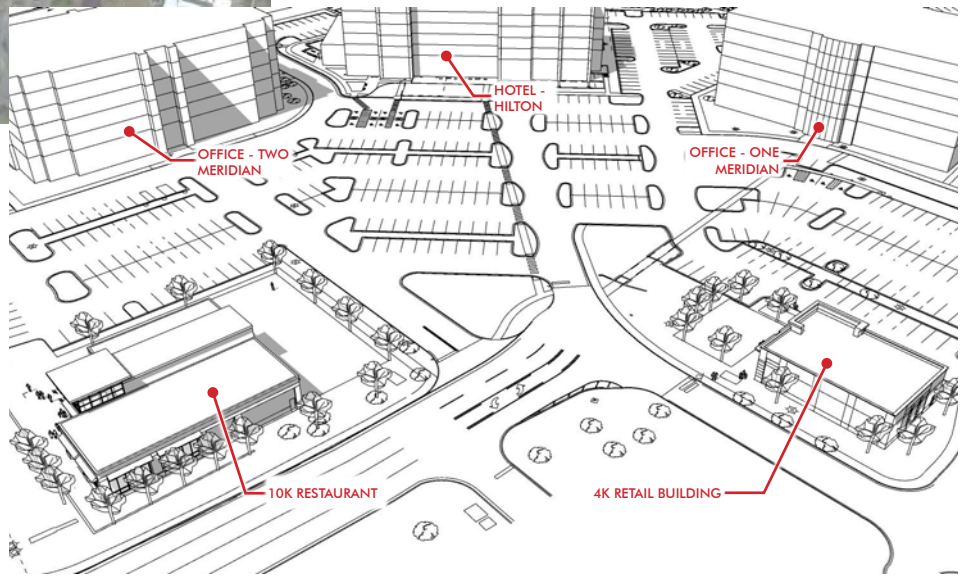 HOTEL -
HILTON
OFFICE - TWO
MERIDIAN
OFFICE - ONE
MERIDIAN
10K RESTAURANT
4K RETAIL BUILDING